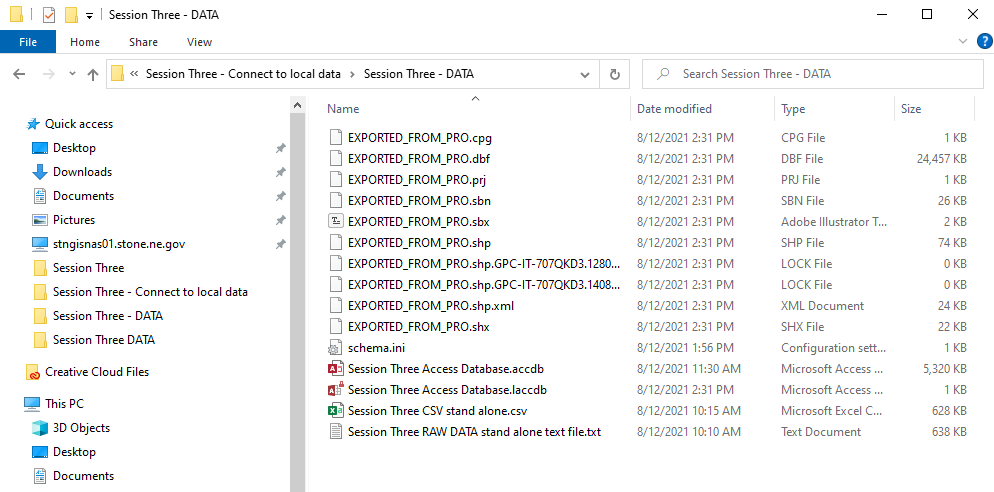 Session Three - DATA
File Home Share View
« Session Three - Connect to local data > Session Three - DATA Search Session Three - DATA
Name Date modified Type Size
Quick access
Desktop
Downloads
Documents
Pictures
stngisnas01.stone.ne.gov
Session Three
Session Three - Connect to local data
Session Three - DATA
Session Three DATA
Creative Cloud Files
This PC
3D Objects
Desktop
Documents
EXPORTED_FROM_PRO.cpg 8/12/2021 2:31 PM CPG File 1 KB
EXPORTED_FROM_PRO.dbf 8/12/2021 2:31 PM DBF File 24,457 KB
EXPORTED_FROM_PRO.prj 8/12/2021 2:31 PM PRJ File 1 KB
EXPORTED_FROM_PRO.sbn 8/12/2021 2:31 PM SBN File 26 KB
EXPORTED_FROM_PRO.sbx 8/12/2021 2:31 PM Adobe Illustrator T... 2 KB
EXPORTED_FROM_PRO.shp 8/12/2021 2:31 PM SHP File 74 KB
EXPORTED_FROM_PRO.shp.GPC-IT-707QKD3.1280... 8/12/2021 2:31 PM LOCK File 0 KB
EXPORTED_FROM_PRO.shp.GPC-IT-707QKD3.1408... 8/12/2021 2:31 PM LOCK File 0 KB
EXPORTED_FROM_PRO.shp.xml 8/12/2021 2:31 PM XML Document 24 KB
EXPORTED_FROM_PRO.shx 8/12/2021 2:31 PM SHX File 22 KB
schema.ini 8/12/2021 1:56 PM Configuration sett... 1 KB
Session Three Access Database.accdb 8/12/2021 11:30 AM Microsoft Access ... 5,320 KB
Session Three Access Database.laccdb 8/12/2021 2:31 PM Microsoft Access ... 1 KB
Session Three CSV stand alone.csv 8/12/2021 10:15 AM Microsoft Excel C... 628 KB
Session Three RAW DATA stand alone text file.txt 8/12/2021 10:10 AM Text Document 638 KB